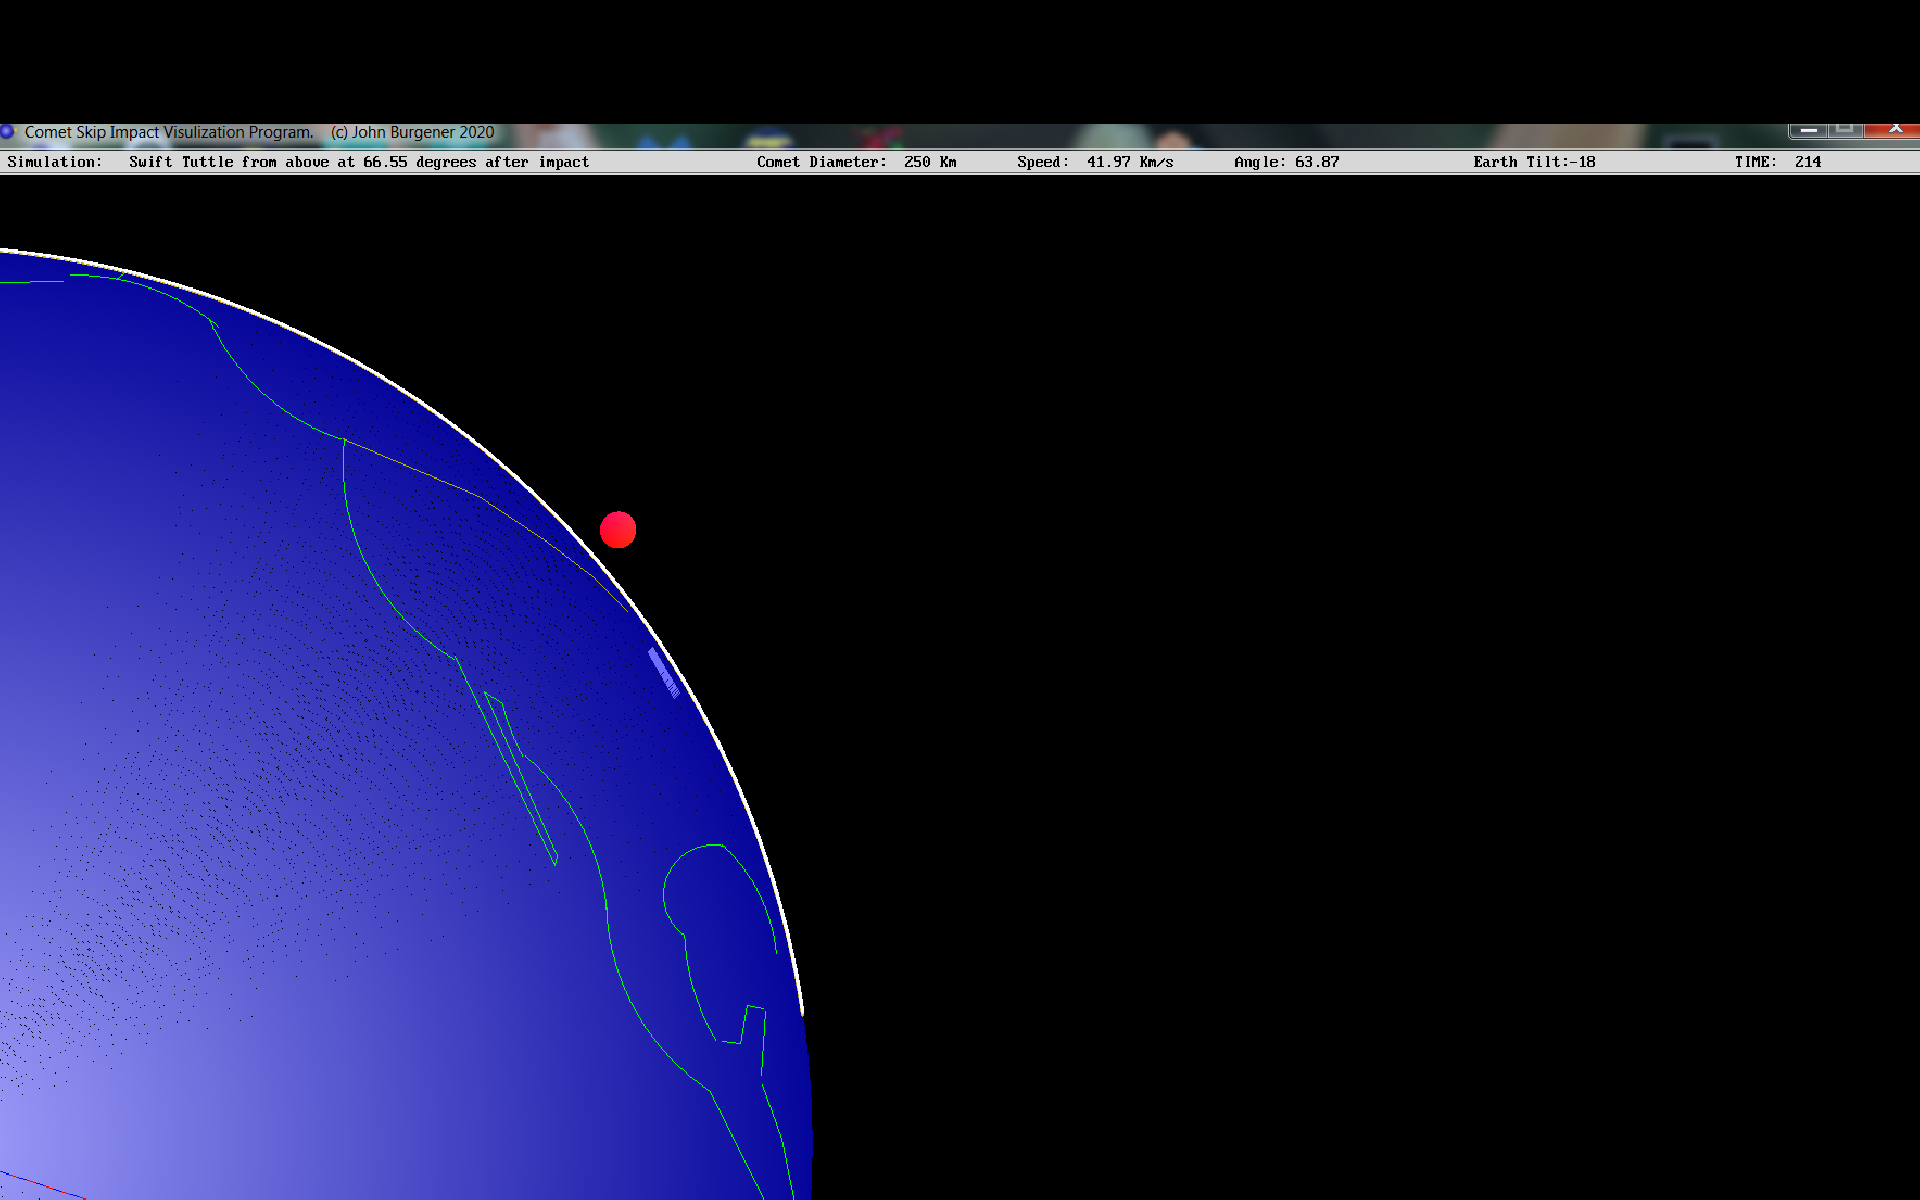 Comet Skip Impact Visulization Program. (c) John Burgener 2020
Simulation: Swift Tuttle from above at 66.55 degrees after impact Comet Diameter: 250 Km Speed: 41.97 Km/s Angle: 63.87 Earth Tilt:-18 TIME: 214